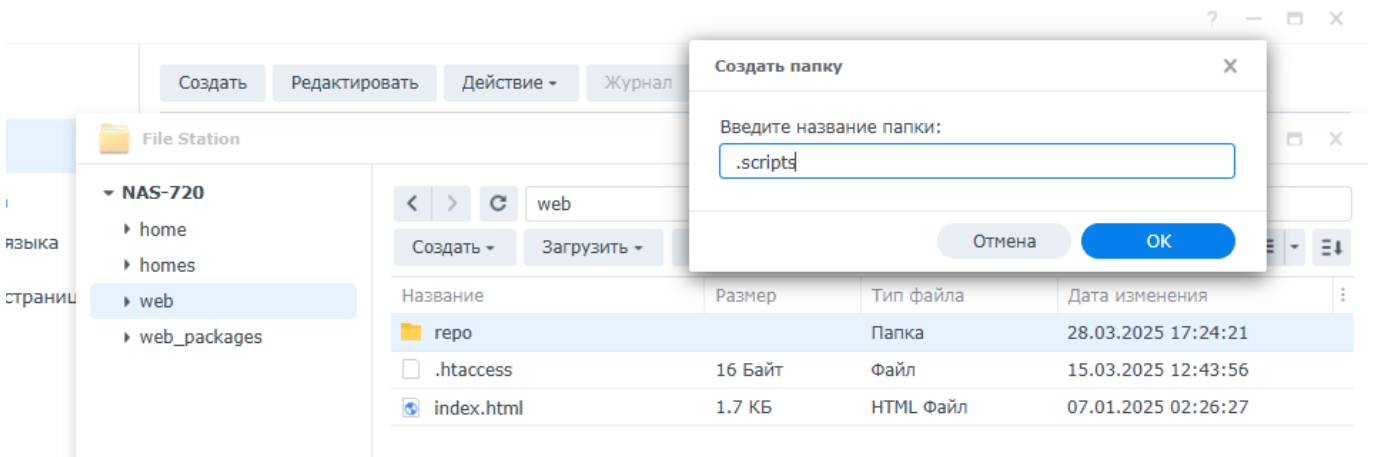 Создать Редактировать Действие Журнал
Создать папку
Введите название папки:
.scripts
Отмена OK
File Station
NAS-720
home
homes
web
web_packages
языка
страниц
web
Создать Загрузить
Название Размер Тип файла Дата изменения
repo Папка 28.03.2025 17:24:21
.htaccess 16 Байт Файл 15.03.2025 12:43:56
index.html 1.7 КБ HTML Файл 07.01.2025 02:26:27